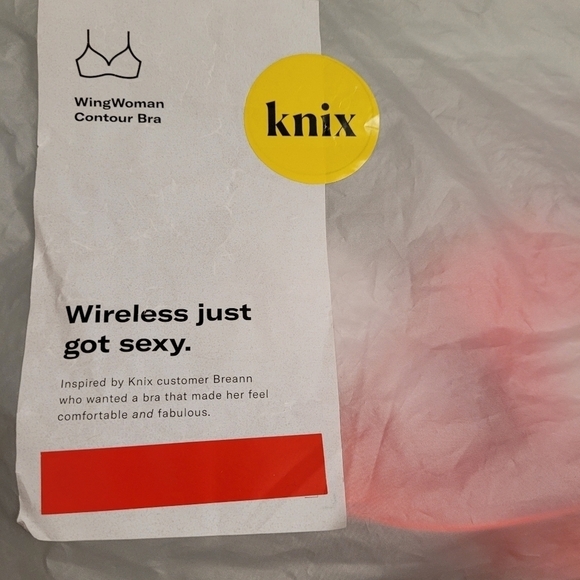 WingWoman
Contour Bra
knix
Wireless just
got sexy.
Inspired by Knix customer Breann
who wanted a bra that made her feel
comfortable and fabulous.